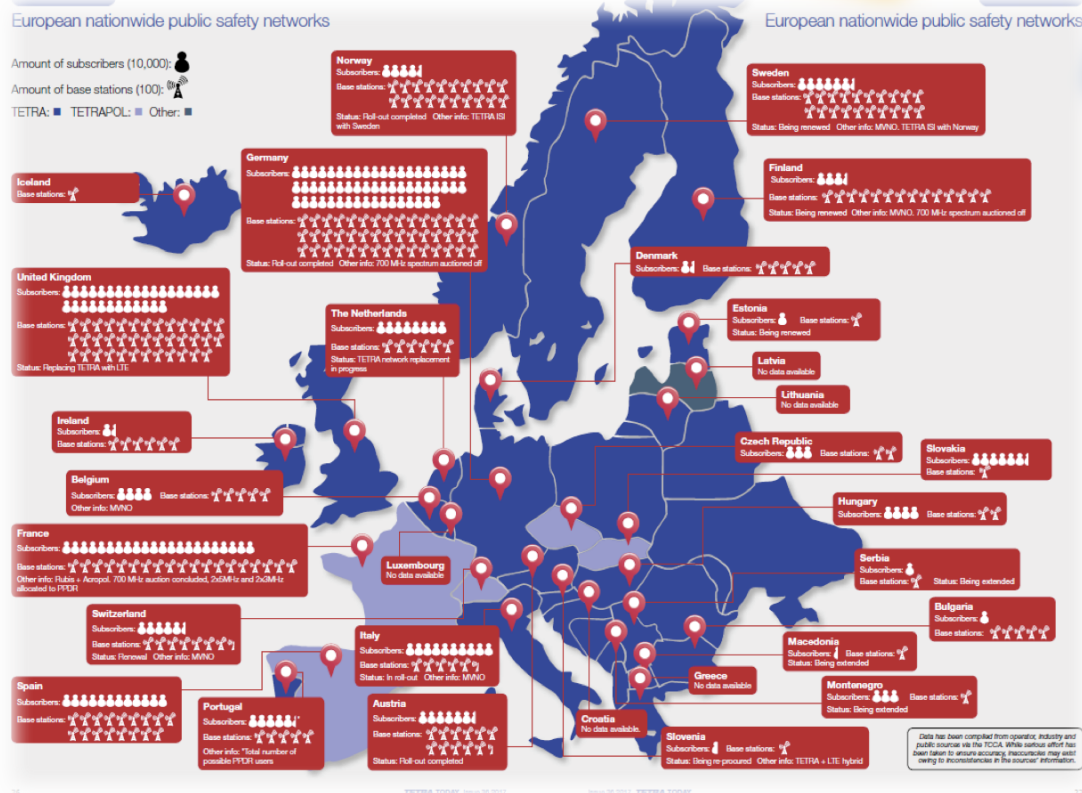 European nationwide public safety networks
European nationwide public safety networks
Amount of subscribers (10,000):
Amount of base stations (100):
TETRA: TETRAPOL: Other:
Norway
Subscribers:
Base stations:
Status: Roll-out completed Other info: TETRA ISI
with Sweden
Sweden
Subscribers:
Base stations:
Status: Being renewed Other info: MVNO. TETRA ISI with Norway
Germany
Subscribers:
Base stations:
Status: Roll-out completed Other info: 700 MHz spectrum auctioned off
Finland
Subscribers:
Base stations:
Status: Being renewed Other info: MVNO. 700 MHz spectrum auctioned off
Iceland
Base stations:
Denmark
Subscribers: Base stations:
United Kingdom
Subscribers:
Base stations:
Status: Replacing TETRA with LTE
The Netherlands
Subscribers:
Base stations:
Status: TETRA network replacement
in progress
Estonia
Subscribers: Base stations:
Status: Being renewed
Latvia
No data available
Lithuania
No data available
Ireland
Subscribers:
Base stations:
Czech Republic
Subscribers: Base stations:
Slovakia
Subscribers:
Base stations:
Belgium
Subscribers: Base stations:
Other info: MVNO
Hungary
Subscribers: Base stations:
France
Subscribers:
Base stations:
Other info: Rubis + Acropol. 700 MHz auction concluded, 2x5MHz and 2x3MHz
allocated to PPDR
Luxembourg
No data available
Serbia
Subscribers:
Base stations: Status: Being extended
Bulgaria
Subscribers:
Base stations:
Switzerland
Subscribers:
Base stations:
Status: Renewal Other info: MVNO
Italy
Subscribers:
Base stations:
Status: In roll-out Other info: MVNO
Macedonia
Subscribers: Base stations:
Status: Being extended
Greece
No data available
Montenegro
Subscribers: Base stations:
Status: Being extended
Spain
Subscribers:
Base stations:
Portugal
Subscribers: *
Base stations:
Other info: *Total number of
possible PPDR users
Austria
Subscribers:
Base stations:
Status: Roll-out completed
Croatia
No data available.
Slovenia
Subscribers: Base stations:
Status: Being re-procured Other info: TETRA + LTE hybrid
Data has been compiled from operator, industry and
public sources via the TCCA. While serious effort has
been taken to ensure accuracy, inaccuracies may exist
owing to inconsistencies in the sources' information.
TETRA TODAY
TETRA TODAY